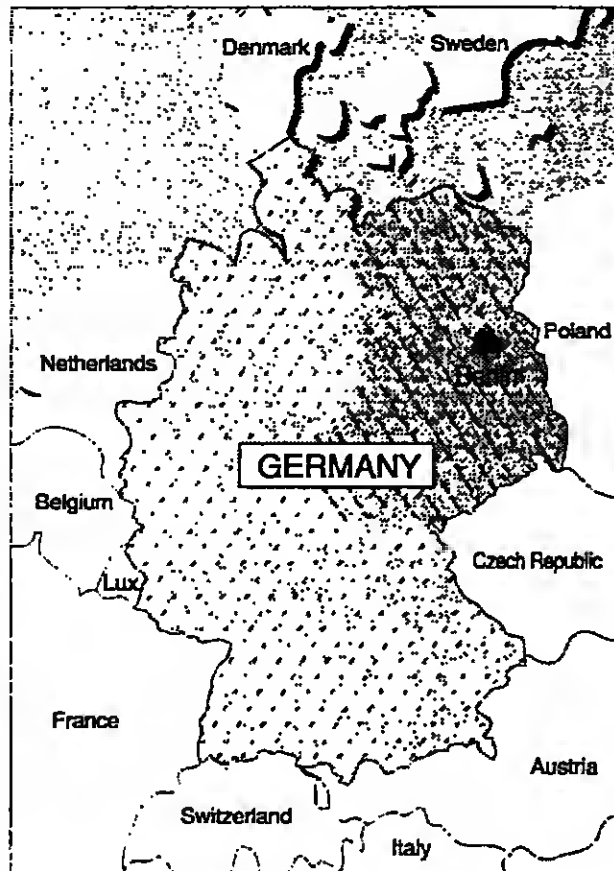 Denmark
Sweden
Poland
Netherlands
GERMANY
Belgium
Czech Republic
Lux
France
Austria
Switzerland
Italy